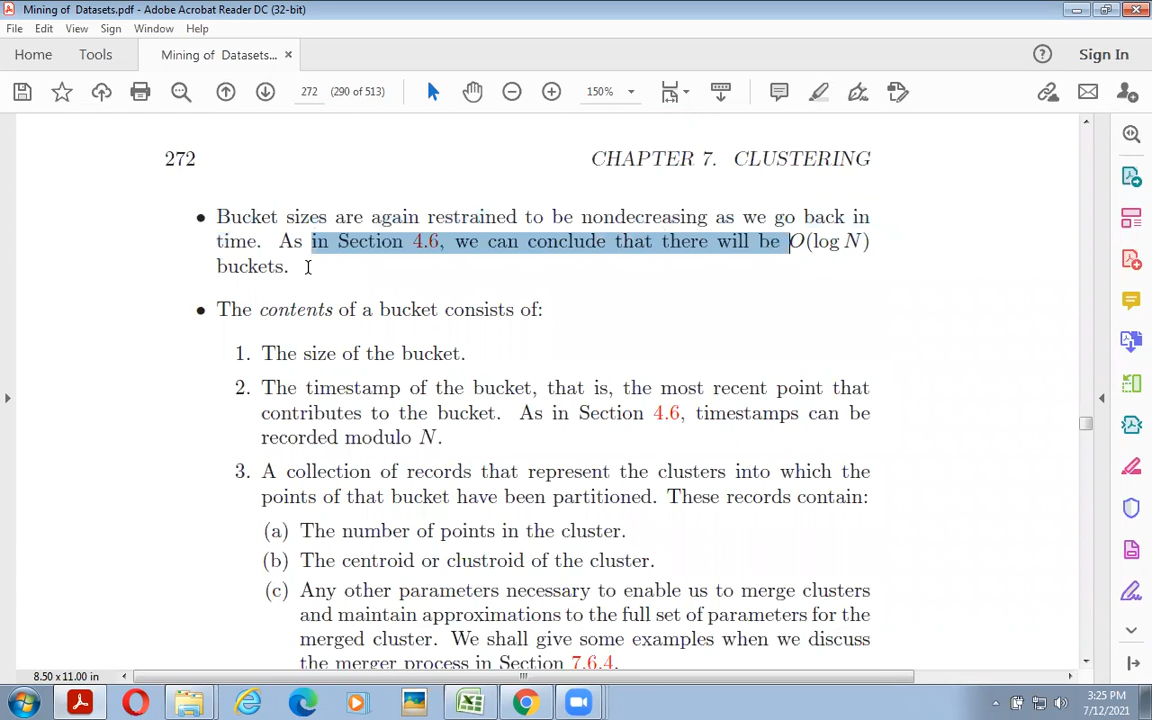 Mining of Datasets.pdf - Adobe Acrobat Reader DC (32-bit)
File Edit View Sign Window Help
Home Tools Mining of Datasets... × Sign In
272 (290 of 513) 150%
272 CHAPTER 7. CLUSTERING
• Bucket sizes are again restrained to be nondecreasing as we go back in
time. As in Section 4.6, we can conclude that there will be O(log N)
buckets.
• The contents of a bucket consists of:
1. The size of the bucket.
2. The timestamp of the bucket, that is, the most recent point that
contributes to the bucket. As in Section 4.6, timestamps can be
recorded modulo N.
3. A collection of records that represent the clusters into which the
points of that bucket have been partitioned. These records contain:
(a) The number of points in the cluster.
(b) The centroid or clustroid of the cluster.
(c) Any other parameters necessary to enable us to merge clusters
and maintain approximations to the full set of parameters for the
merged cluster. We shall give some examples when we discuss
the merger process in Section 7.6.4.
8.50 x 11.00 in
3:25 PM
7/12/2021